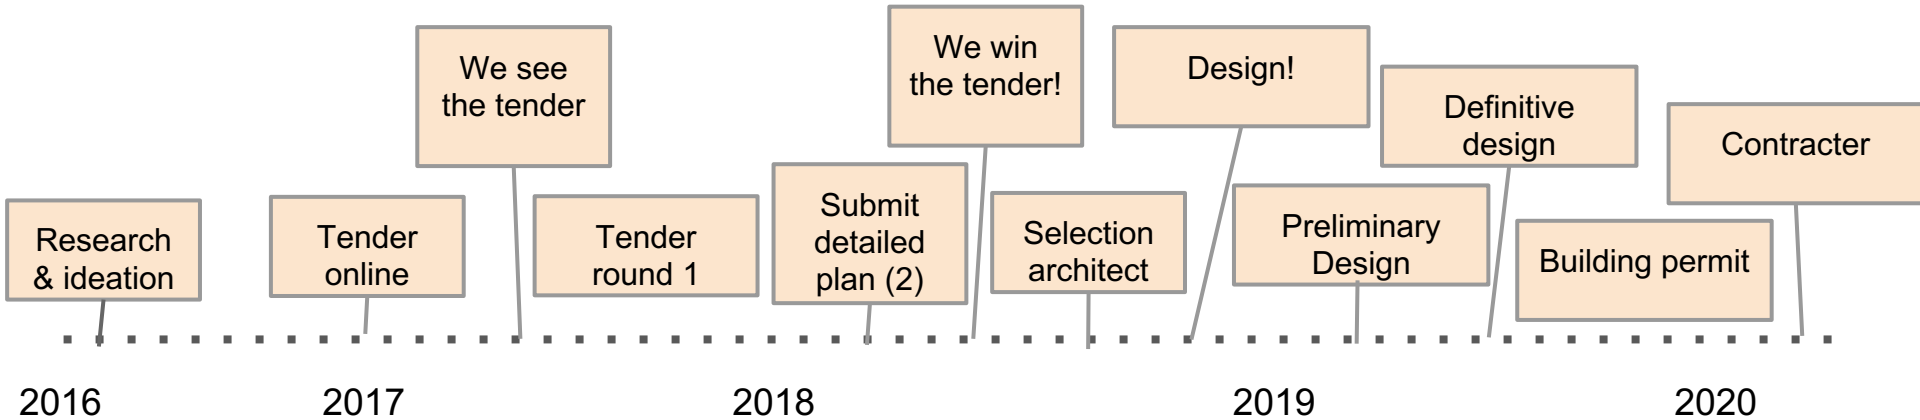 Research
& ideation
Tender
online
We see
the tender
Tender
round 1
Submit
detailed
plan (2)
We win
the tender!
Selection
architect
Design!
Preliminary
Design
Definitive
design
Building permit
Contracter
2016
2017
2018
2019
2020